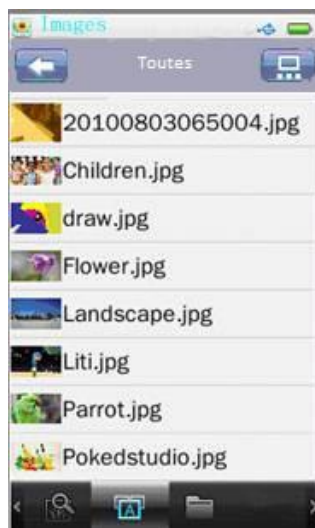 Images
Toutes
20100803065004.jpg
Children.jpg
draw.jpg
Flower.jpg
Landscape.jpg
Liti.jpg
Parrot.jpg
Pokedstudio.jpg
A